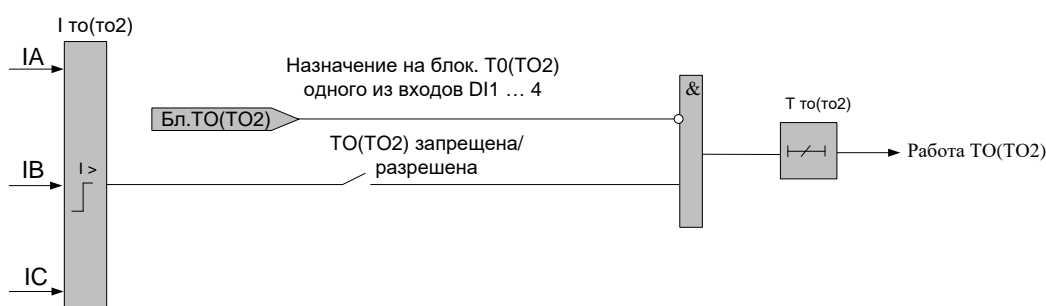 I то(то2)
IA
Назначение на блок. Т0(ТО2)
одного из входов DI1 ... 4
&
Т то(то2)
Бл.ТО(ТО2)
ТО(ТО2) запрещена/
разрешена
Работа ТО(ТО2)
IB
I >
IC